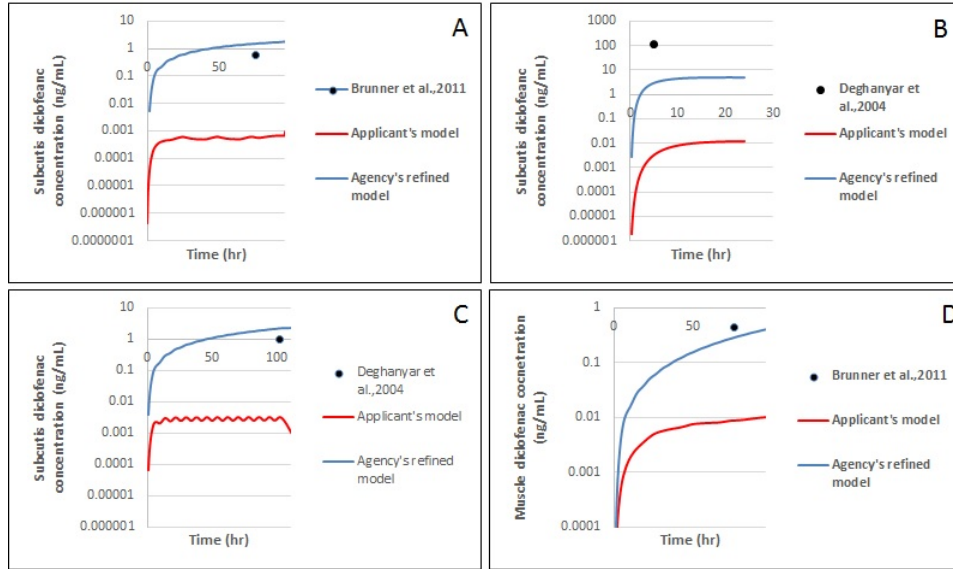 A
Subcutis diclofeanc
concentration (ng/mL)
10
1
0.1
0.01
0.001
0.0001
0.00001
0.000001
0.0000001
0
50
Time (hr)
Brunner et al.,2011
Applicant's model
Agency's refined
model
B
Subcutis diclofeanc
concentration (ng/mL)
1000
100
10
1
0.1
0.01
0.001
0.0001
0.00001
0.000001
0
10
20
30
Time (hr)
Deghanyar
et al.,2004
Applicant's model
Agency's refined
model
C
Subcutis diclofenac
concentration (ng/mL)
10
1
0.1
0.01
0.001
0.0001
0.00001
0.000001
0
50
100
Time (hr)
Deghanyar et
al.,2004
Applicant's model
Agency's refined
model
D
Muscle diclofenac cocnetration
(ng/mL)
1
0.1
0.01
0.001
0.0001
0
50
Time (hr)
Brunner et al.,2011
Applicant's model
Agency's refined
model